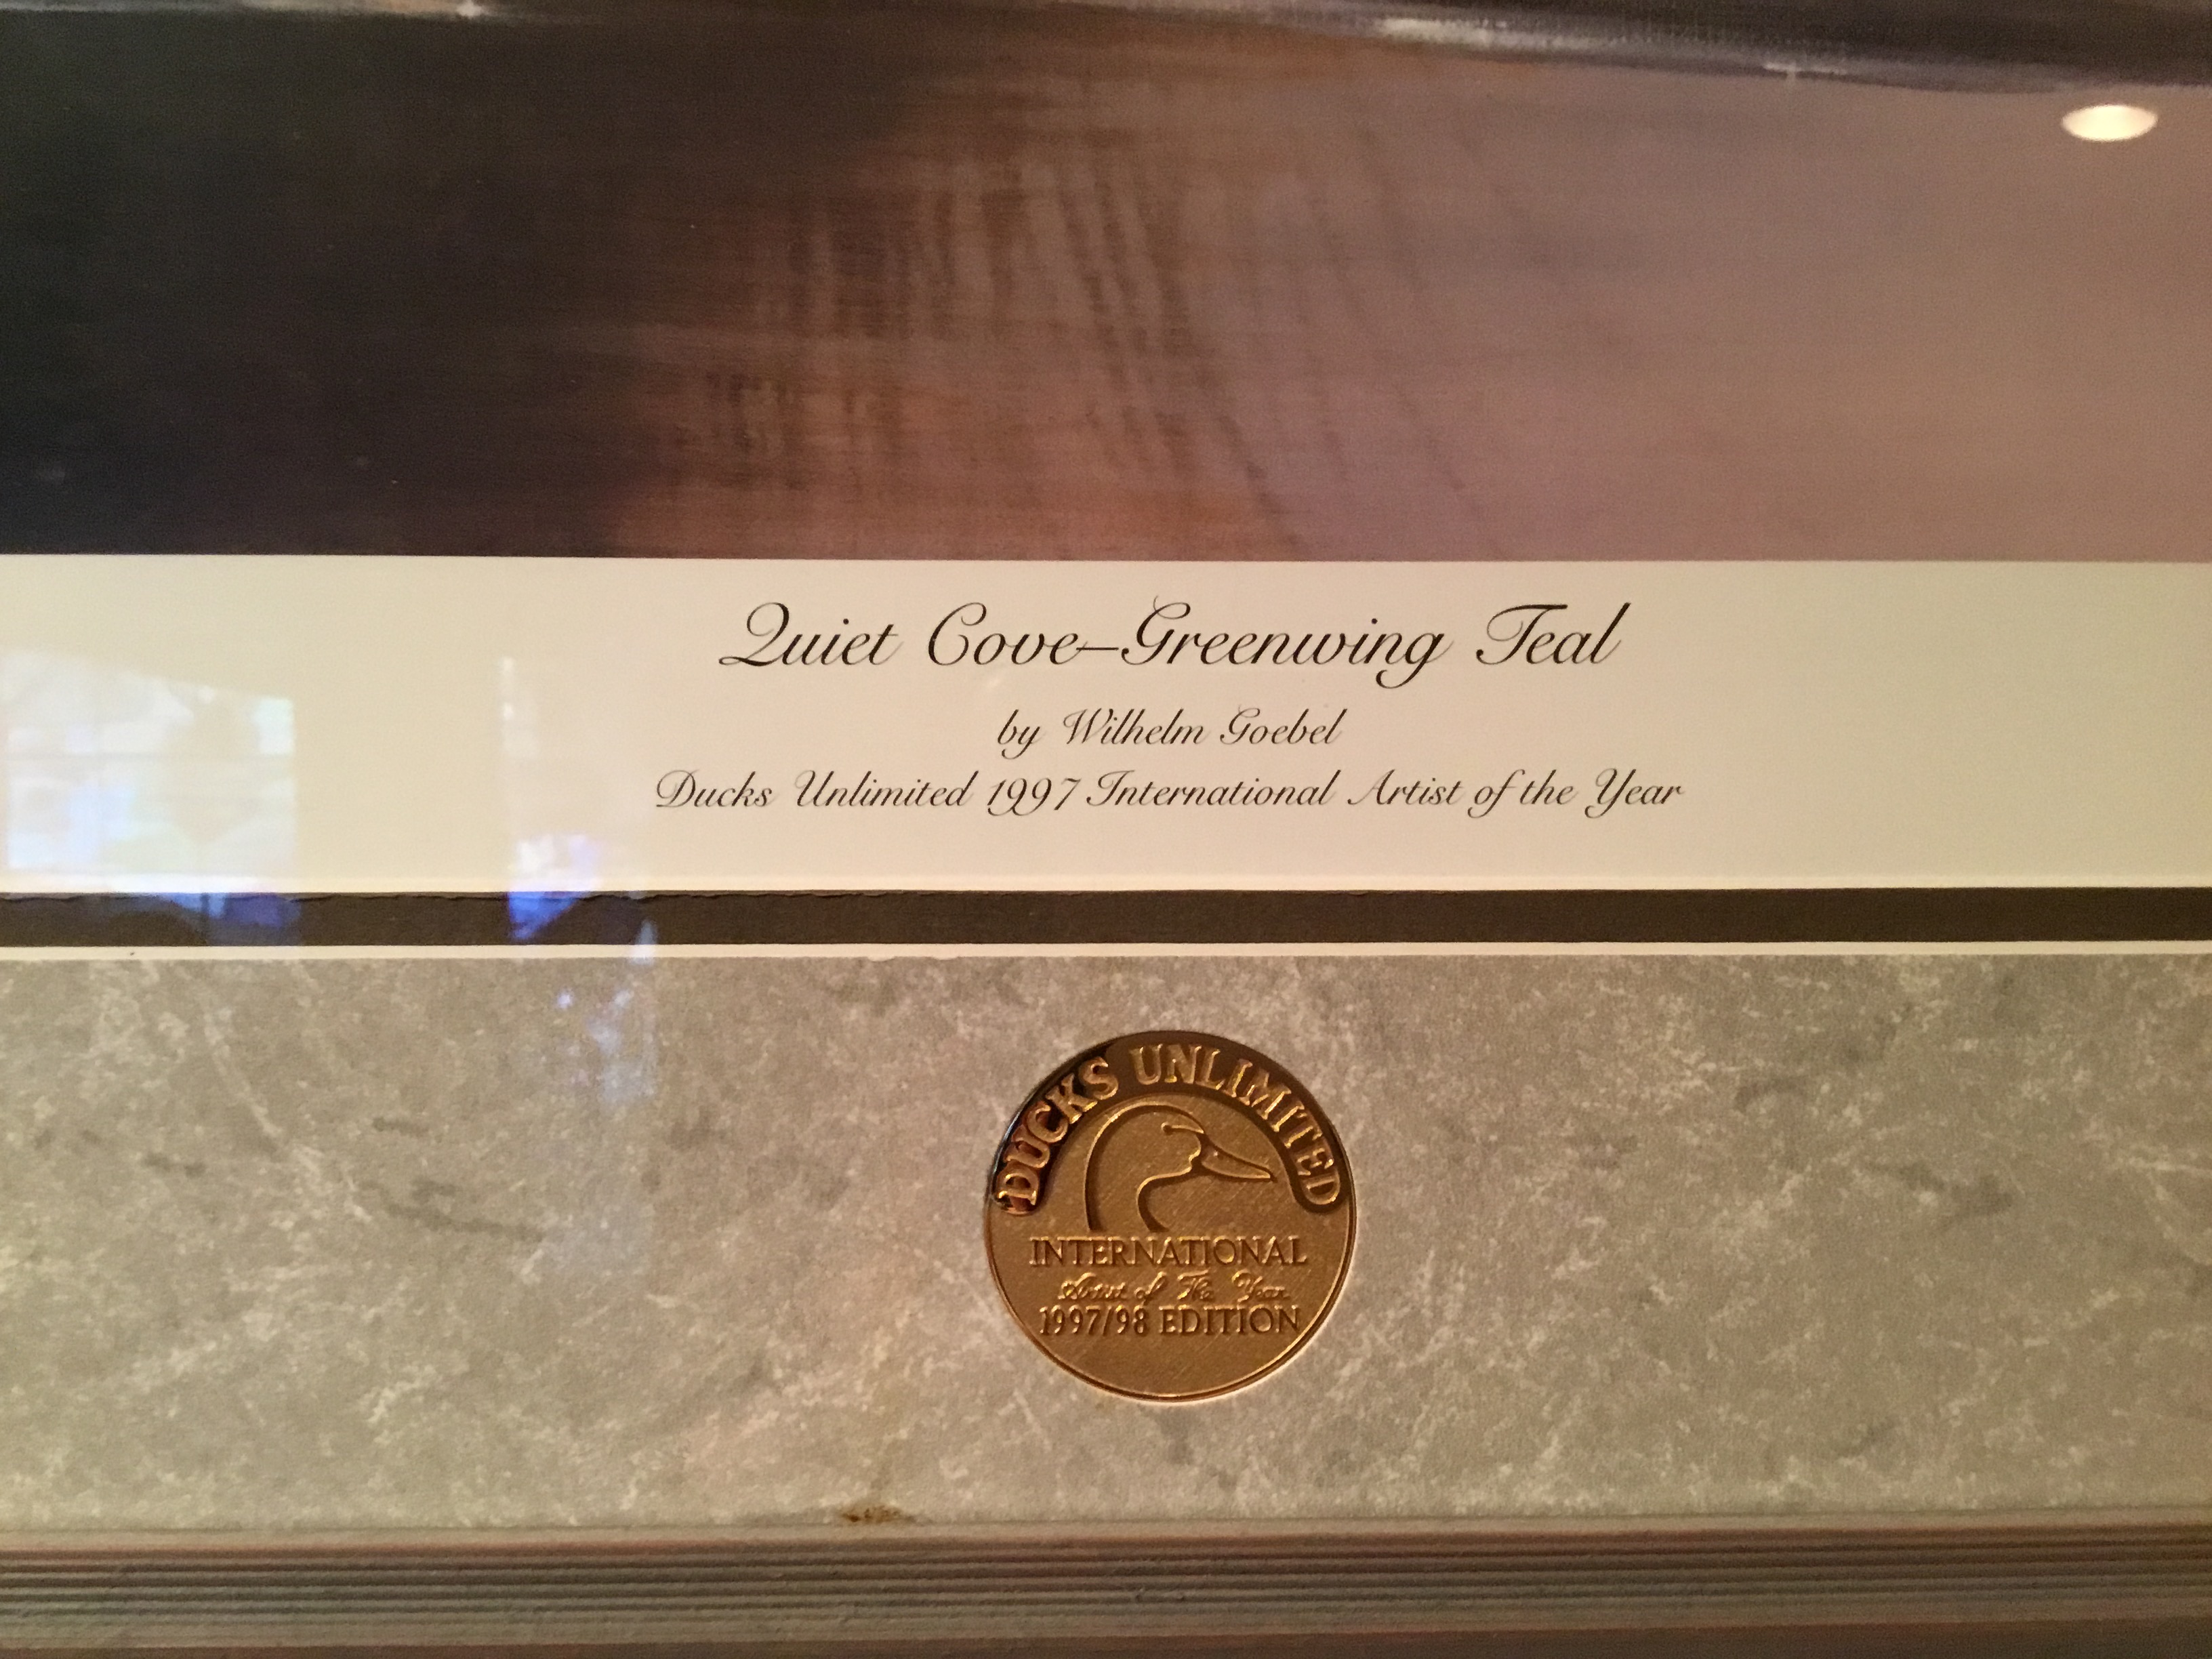 Quiet Cove–Greenwing Teal
by Wilhelm Goebel
Ducks Unlimited 1997 International Artist of the Year
DUCKS UNLIMITED
INTERNATIONAL
Artist of The Year
1997/98 EDITION